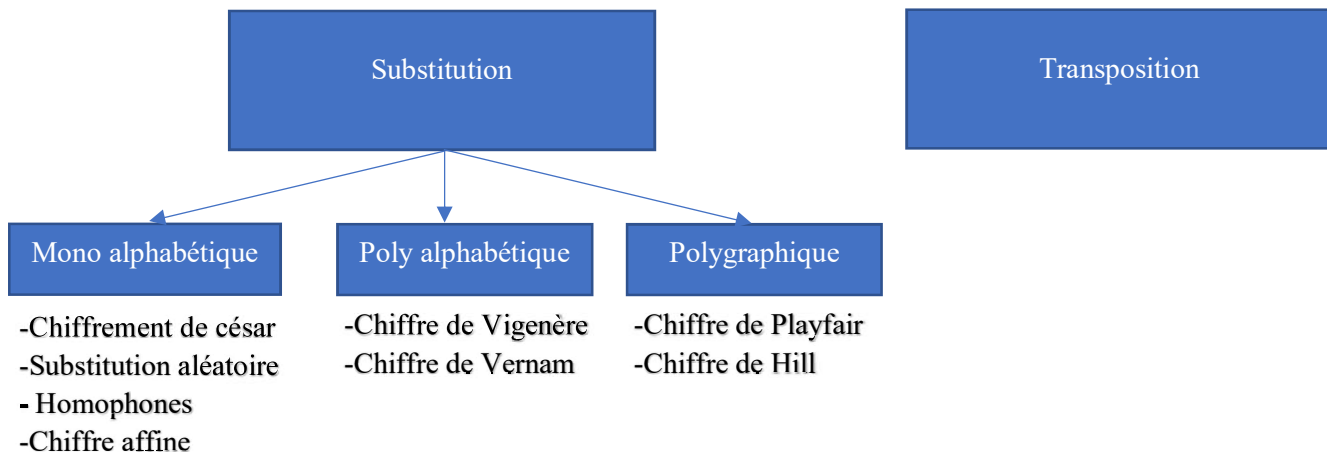 Substitution
Transposition
Mono alphabétique
Poly alphabétique
Polygraphique
-Chiffrement de césar
-Substitution aléatoire
- Homophones
-Chiffre affine
-Chiffre de Vigenère
-Chiffre de Vernam
-Chiffre de Playfair
-Chiffre de Hill